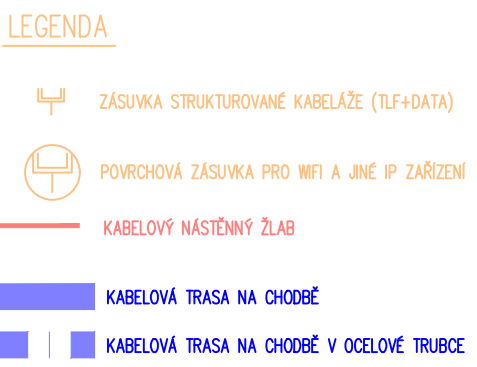 LEGENDA
ZÁSUVKA STRUKTUROVANÉ KABELÁŽE (TLF+DATA)
POVRCHOVÁ ZÁSUVKA PRO WIFI A JINÉ IP ZAŘÍZENÍ
KABELOVÝ NÁSTĚNNÝ ŽLAB
KABELOVÁ TRASA NA CHODBĚ
KABELOVÁ TRASA NA CHODBĚ V OCELOVÉ TRUBCE